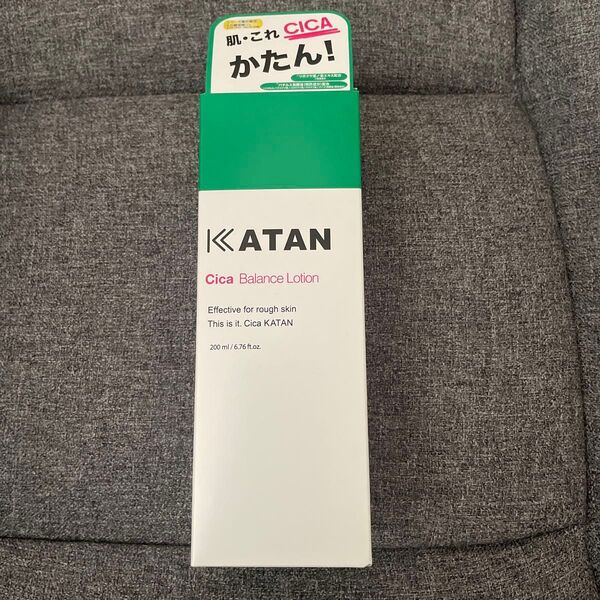 肌・これ CICA
かたん!
KATAN
Cica Balance Lotion
Effective for rough skin
This is it. Cica KATAN
200 ml / 6.76 ft.oz.